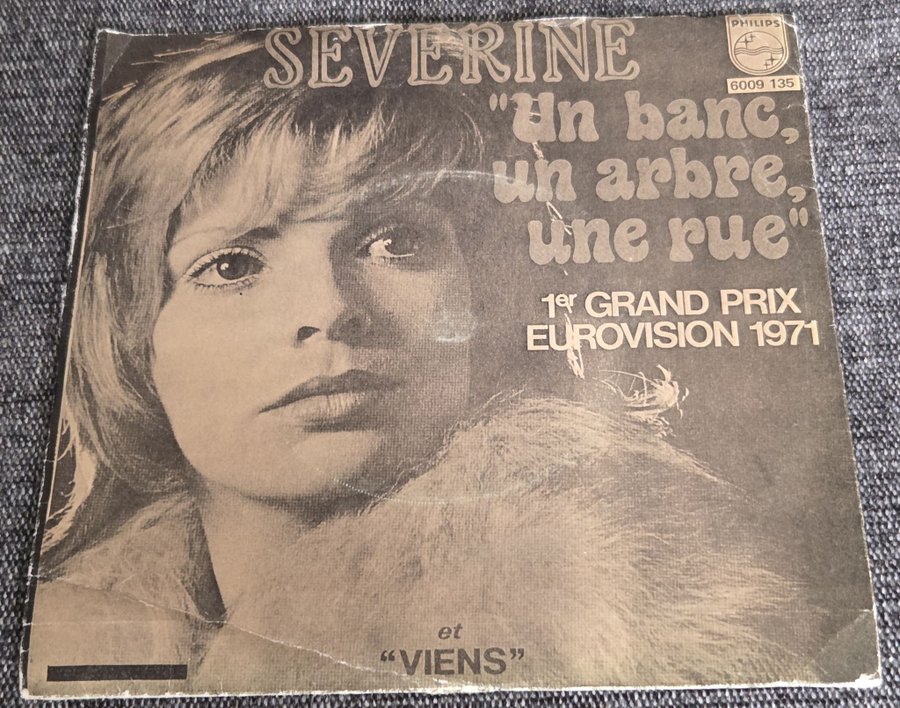 SEVERINE
PHILIPS
6009 135
"Un banc,
un arbre,
une rue"
1er GRAND PRIX
EUROVISION 1971
et
"VIENS"